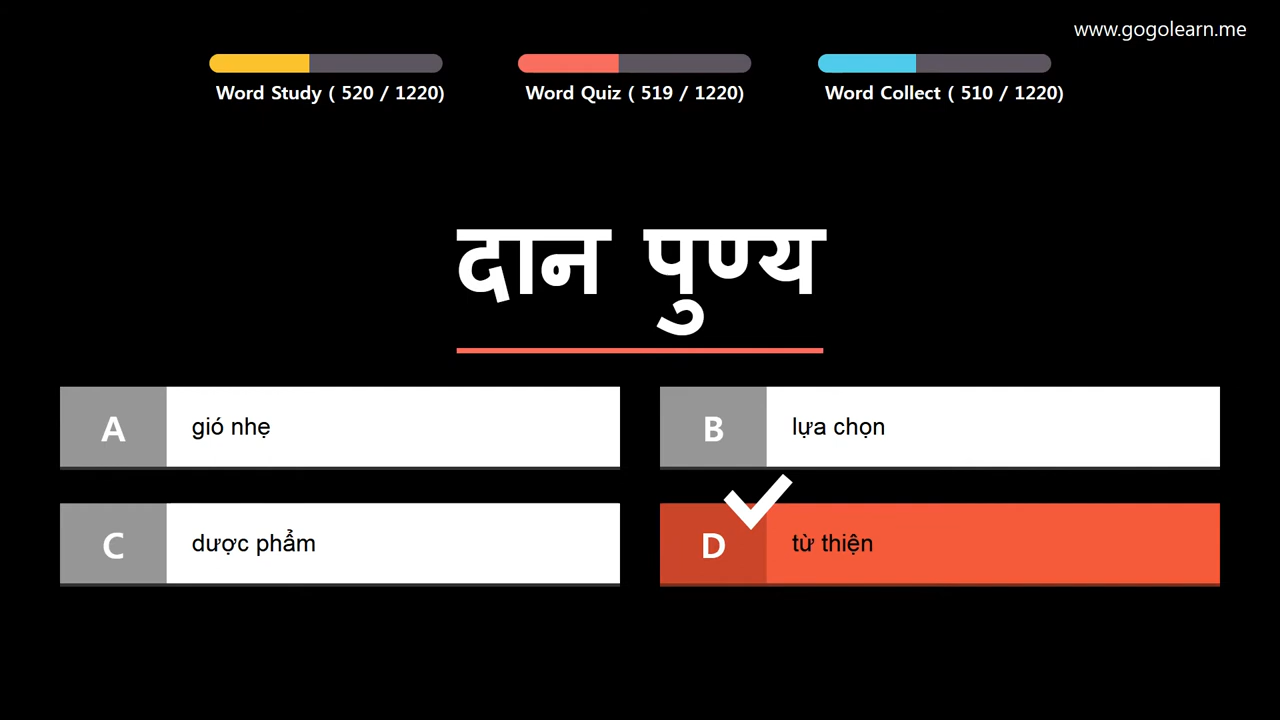 www.gogolearn.me
Word Study ( 520 / 1220)
Word Quiz ( 519 / 1220)
Word Collect ( 510 / 1220)
दान पुण्य
A gió nhẹ
B lựa chọn
C dược phẩm
D từ thiện